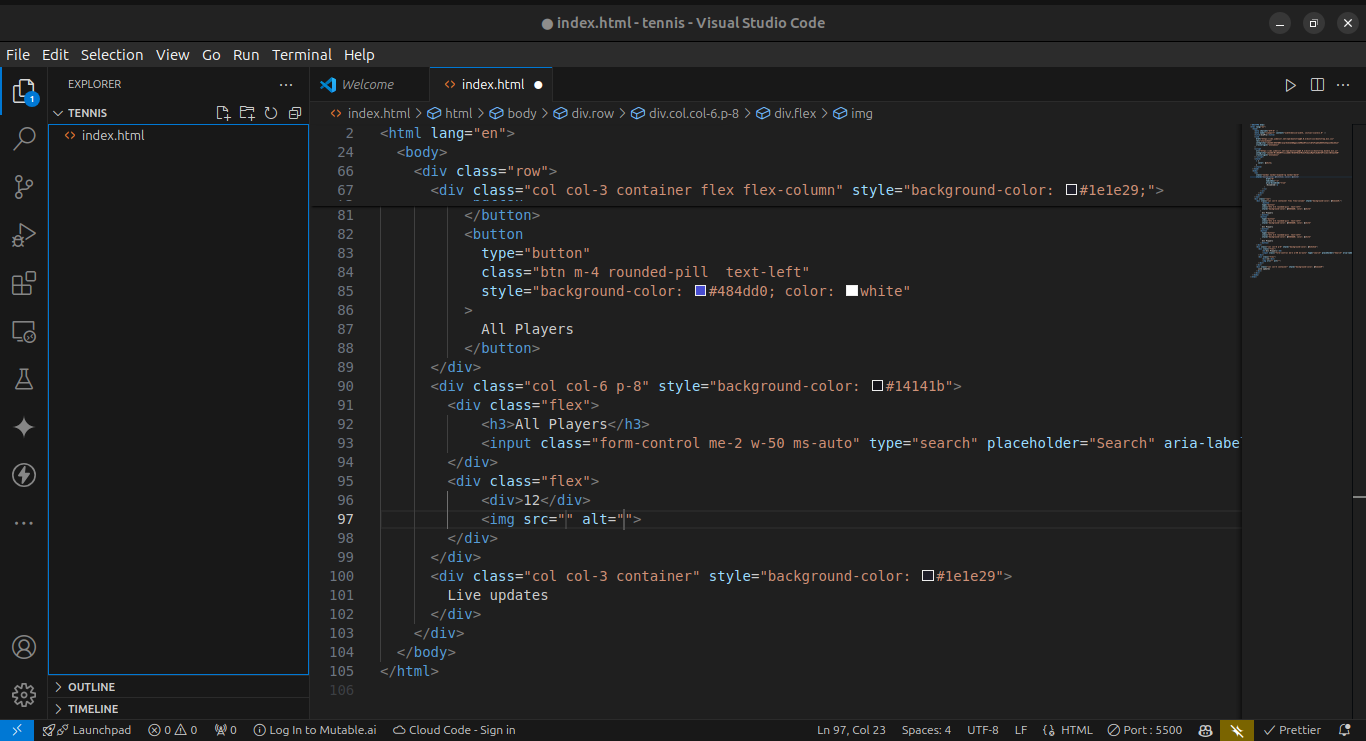 index.html - tennis - Visual Studio Code
File Edit Selection View Go Run Terminal Help
EXPLORER
Welcome
index.html
TENNIS
index.html > html > body > div.row > div.col.col-6.p-8 > div.flex > img
index.html
1
2 <html lang="en">
24 <body>
66 <div class="row">
67 <div class="col col-3 container flex flex-column" style="background-color: #1e1e29;">
81 </button>
82 <button
83 type="button"
84 class="btn m-4 rounded-pill  text-left"
85 style="background-color: #484dd0; color: white"
86 >
87 All Players
88 </button>
89 </div>
90 <div class="col col-6 p-8" style="background-color: #14141b">
91 <div class="flex">
92 <h3>All Players</h3>
93 <input class="form-control me-2 w-50 ms-auto" type="search" placeholder="Search" aria-labe
94 </div>
95 <div class="flex">
96 <div>12</div>
97 <img src="" alt="">
98 </div>
99 </div>
100 <div class="col col-3 container" style="background-color: #1e1e29">
101 Live updates
102 </div>
103 </div>
104 </body>
105 </html>
106
OUTLINE
TIMELINE
Launchpad 0 0 0 Log In to Mutable.ai Cloud Code - Sign in Ln 97, Col 23 Spaces: 4 UTF-8 LF HTML Port : 5500 Prettier